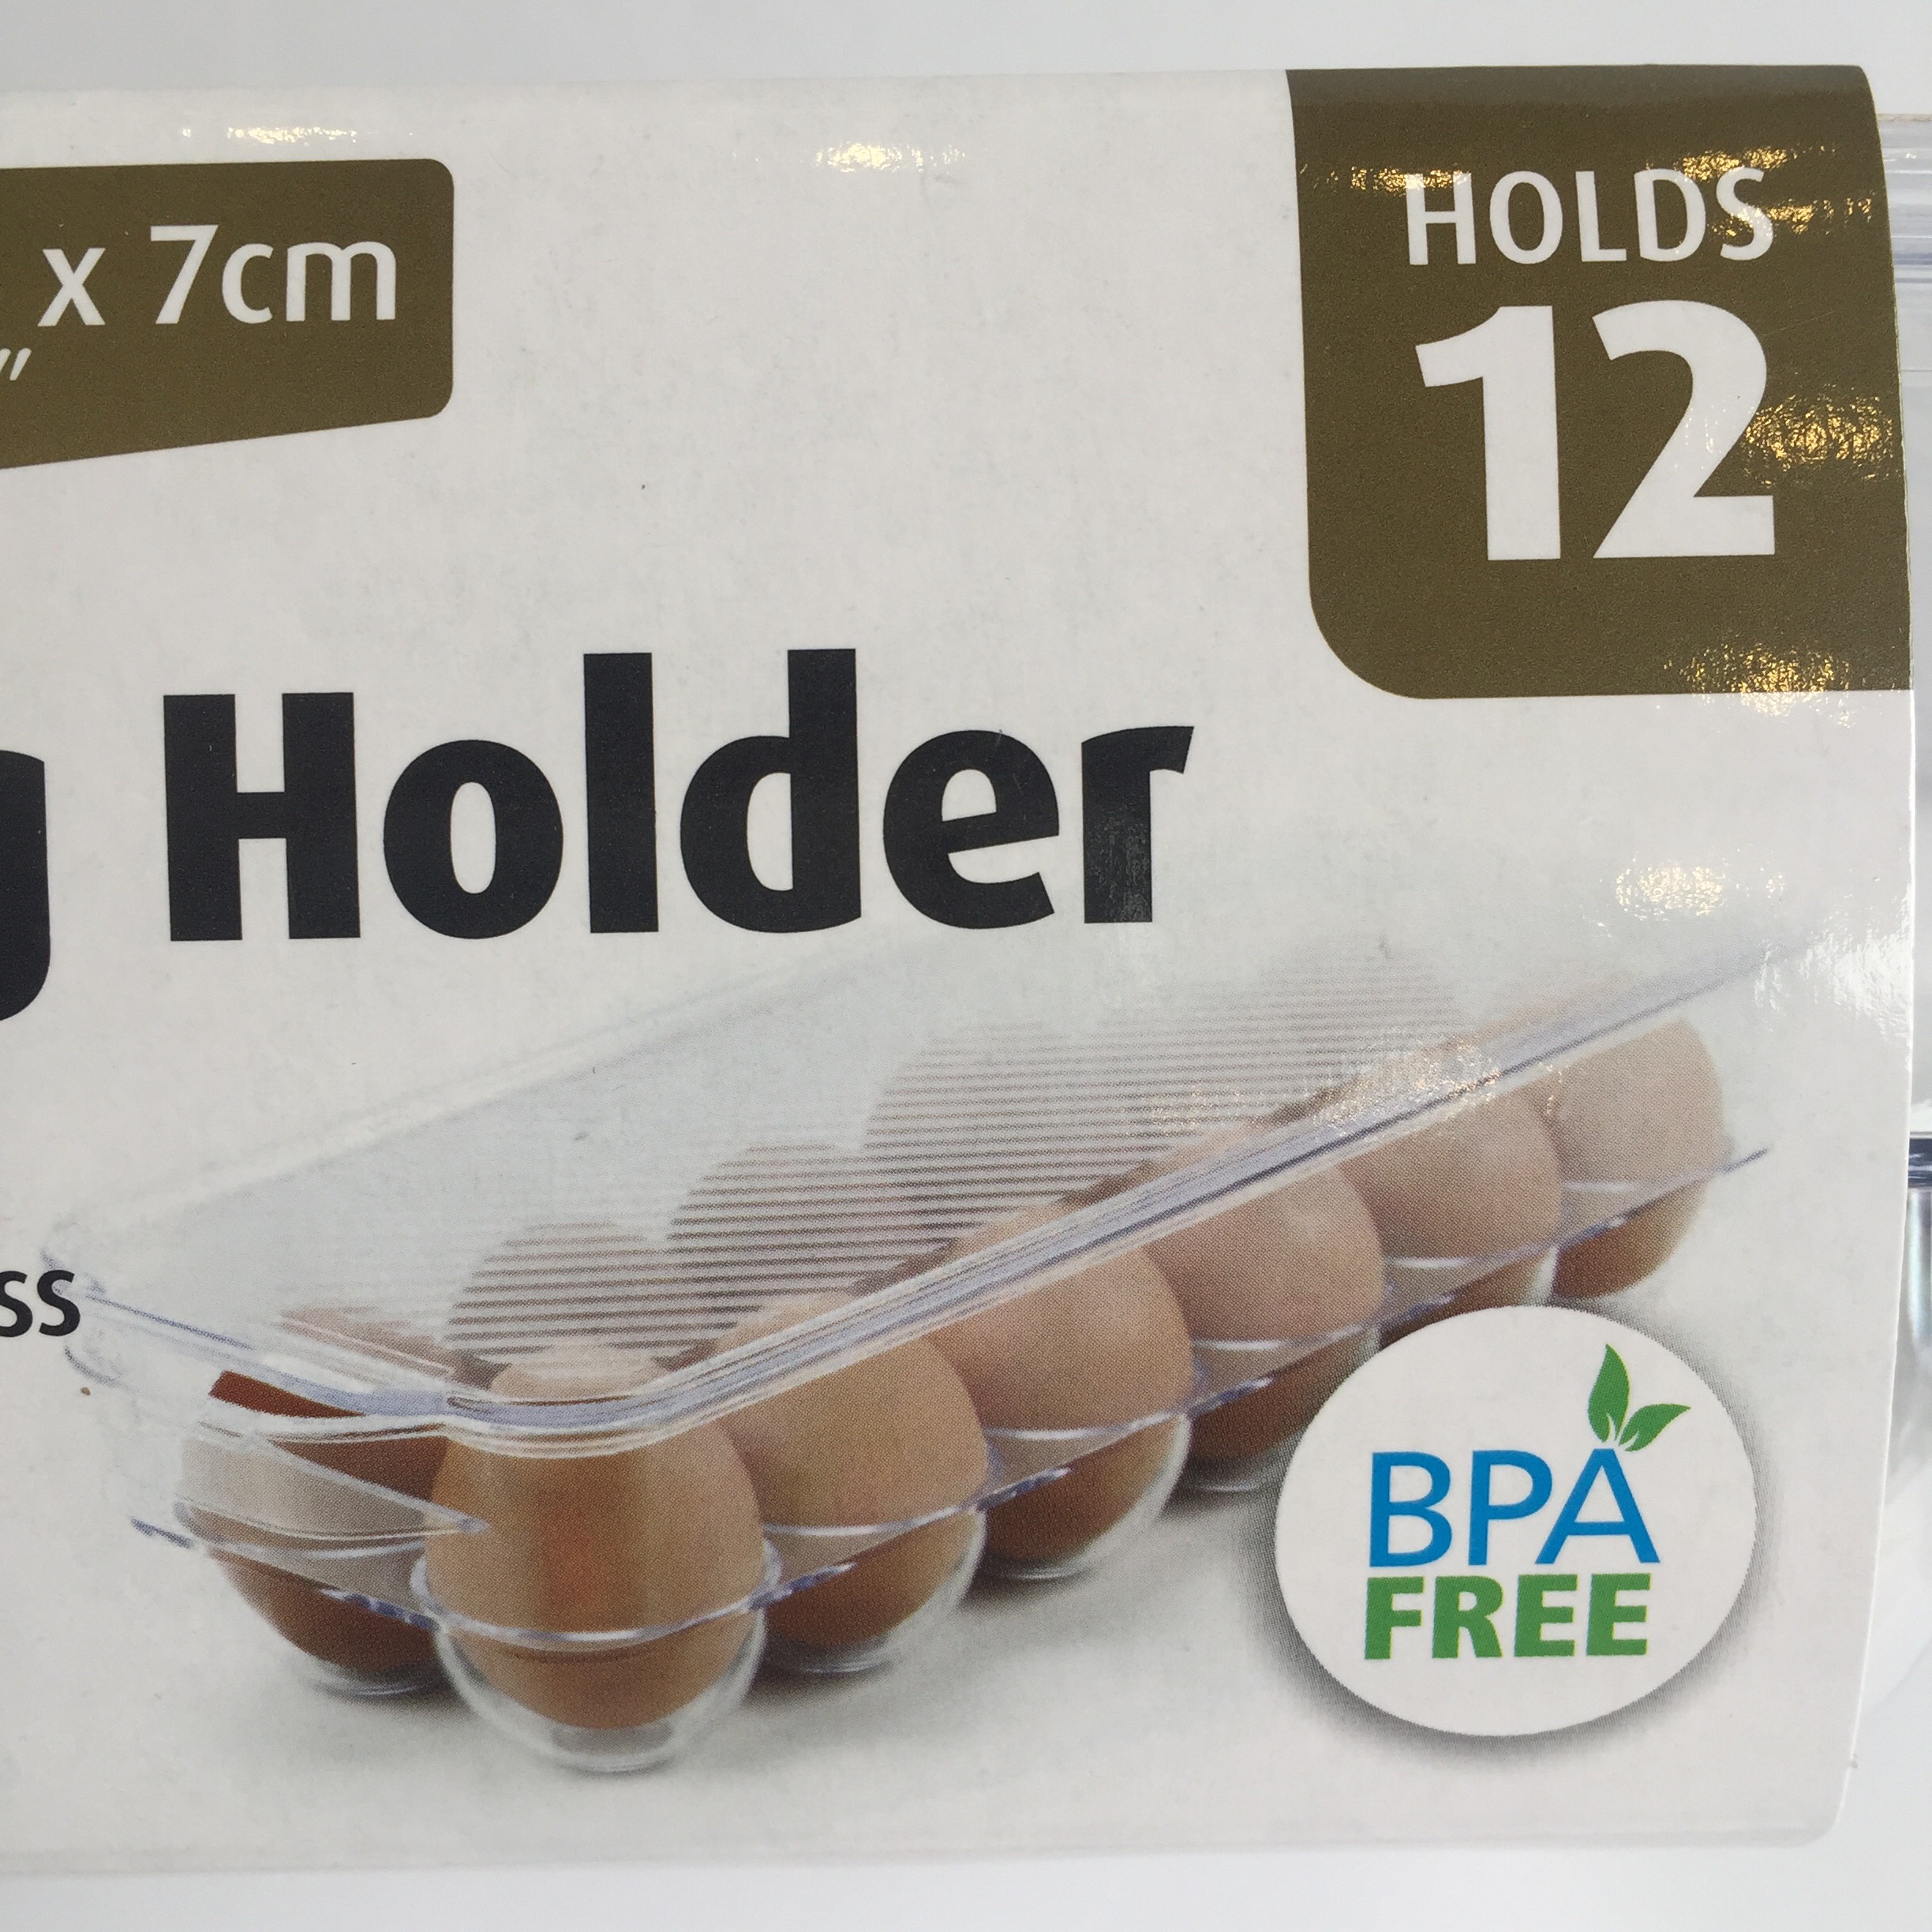 x 7cm
"
HOLDS
12
g Holder
ss
BPA
FREE